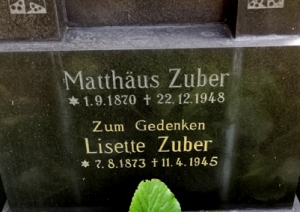 Matthäus Zuber
✶ 1.9.1870 ✝ 22.12.1948
Zum Gedenken
Lisette Zuber
✶ 7.8.1873 ✝ 11.4.1945